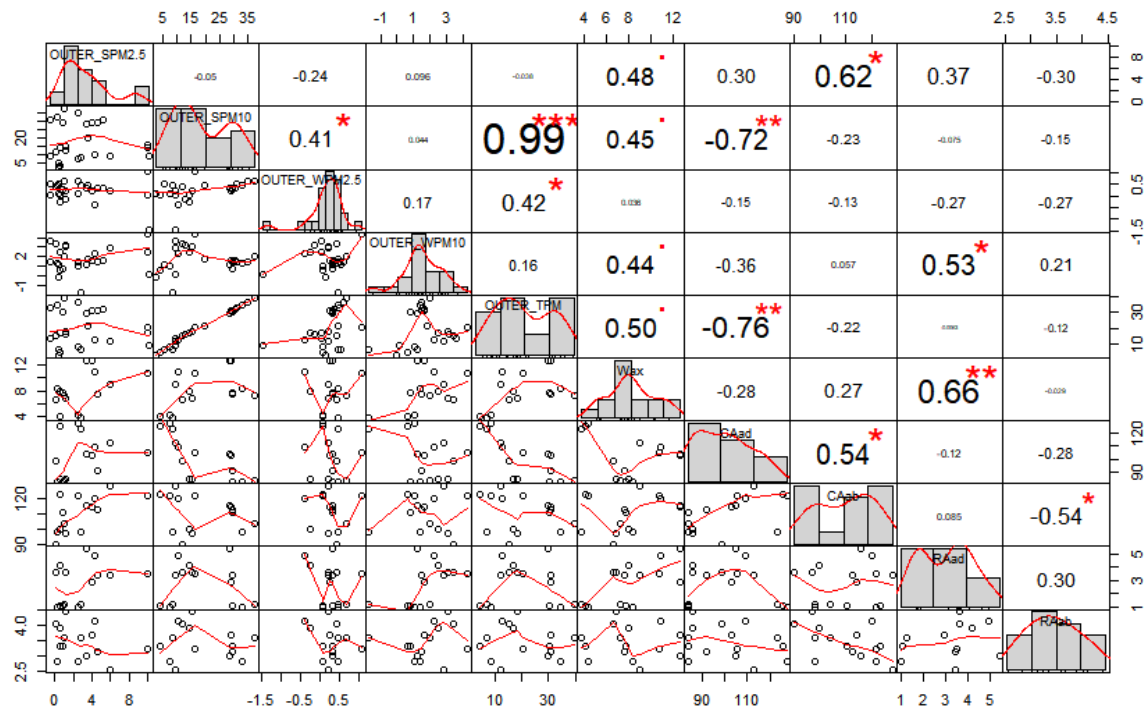 5 15 25 35 -1 1 3 4 6 8 12 90 110 2.5 3.5 4.5
OUTER_SPM2.5 -0.05 -0.24 0.096 -0.038 0.48 . 0.30 0.62 * 0.37 -0.30 0 4 8
5 20 OUTER_SPM10 0.41 * 0.044 0.99 *** 0.45 . -0.72 ** -0.23 -0.075 -0.15
OUTER_WPM2.5 0.17 0.42 * 0.036 -0.15 -0.13 -0.27 -0.27 -1.5 0.5
-1 2 OUTER_WPM10 0.16 0.44 . -0.36 0.057 0.53 * 0.21
OUTER_TPM 0.50 . -0.76 ** -0.22 -0.12 10 30
4 8 12 Wax -0.28 0.27 0.66 ** -0.029
CAad 0.54 * -0.12 -0.28 90 120
90 120 CAab 0.085 -0.54 *
RAad 0.30 1 3 5
2.5 4.0 RAab
0 4 8 -1.5 -0.5 0.5 10 30 90 110 1 2 3 4 5